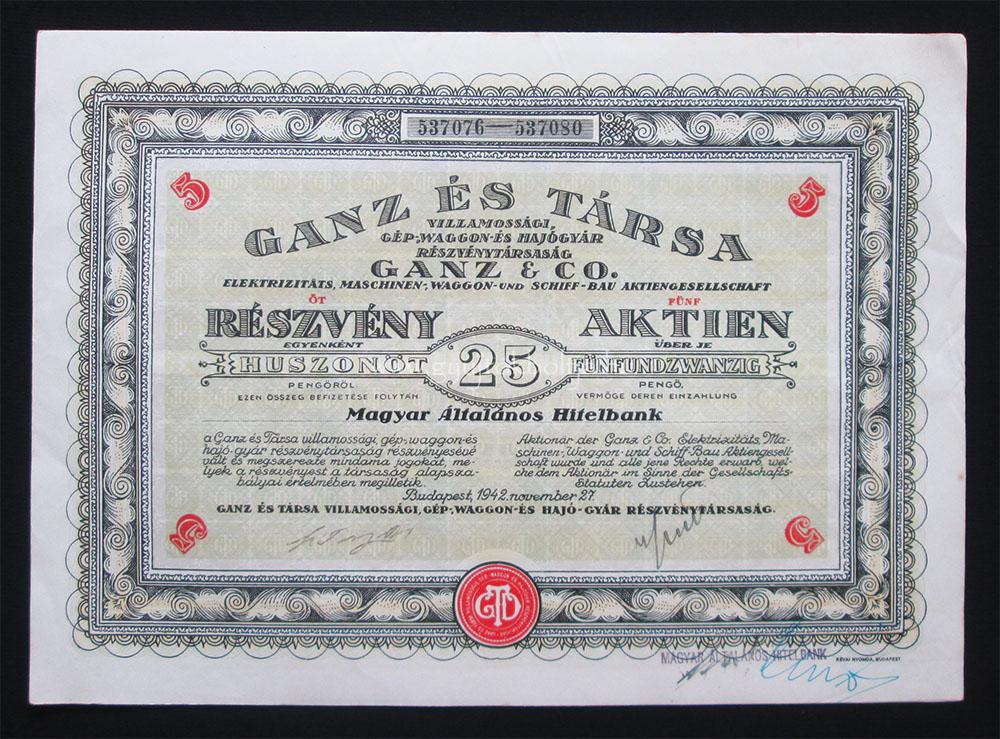 537076—537080
5 5
GANZ ÉS TÁRSA
VILLAMOSSÁGI,
GÉP-, WAGGON- ÉS HAJÓGYÁR
RÉSZVÉNYTÁRSASÁG
GANZ & CO.
ELEKTRIZITÄTS, MASCHINEN-, WAGGON- UND SCHIFF-BAU AKTIENGESELLSCHAFT
ÖT FÜNF
RÉSZVÉNY AKTIEN
EGYENKÉNT ÜBER JE
HUSZONÖT 25 FÜNFUNDZWANZIG
PENGŐRŐL. PENGŐ.
EZEN ÖSSZEG BEFIZETÉSE FOLYTÁN VERMÖGE DEREN EINZAHLUNG
Magyar Általános Hitelbank
a Ganz és Társa villamossági, gép-, waggon- és
hajó-gyár részvénytársaság részvényesévé
vált és megszerezte mindama jogokat, me-
lyek a részvényest a társaság alapsza-
bályai értelmében megilletik.
Aktionär der Ganz & Co. Elektrizitäts, Ma-
schinen-, Waggon- und Schiff-Bau Aktiengesell-
schaft wurde und alle jene Rechte erwarb, wel-
che dem Aktionär im Sinne der Gesellschafts-
Statuten zustehen.
Budapest, 1942. november 27.
GANZ ÉS TÁRSA VILLAMOSSÁGI, GÉP-, WAGGON- ÉS HAJÓ-GYÁR RÉSZVÉNYTÁRSASÁG.
5 5
MAGYAR ÁLTALÁNOS HITELBANK
RÉVAI NYOMDA, BUDAPEST